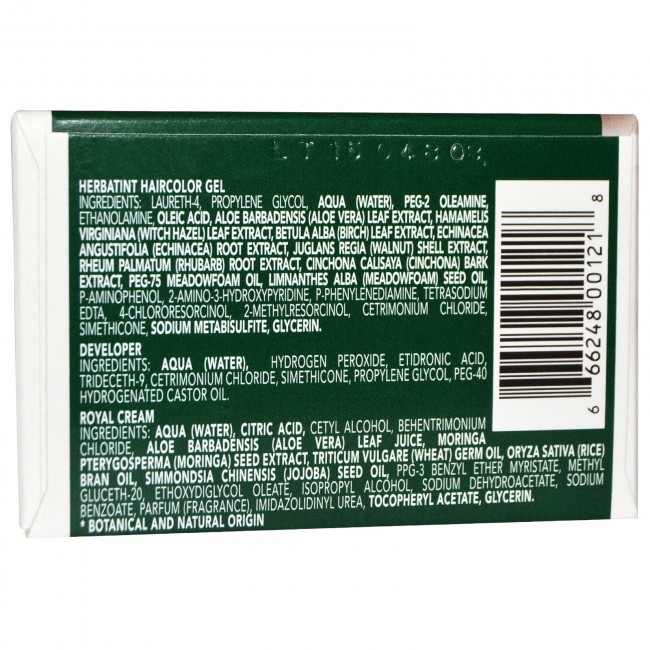 LT 15 04808
HERBATINT HAIRCOLOR GEL
INGREDIENTS: LAURETH-4, PROPYLENE GLYCOL, AQUA (WATER), PEG-2 OLEAMINE,
ETHANOLAMINE, OLEIC ACID, ALOE BARBADENSIS (ALOE VERA) LEAF EXTRACT, HAMAMELIS
VIRGINIANA (WITCH HAZEL) LEAF EXTRACT, BETULA ALBA (BIRCH) LEAF EXTRACT, ECHINACEA
ANGUSTIFOLIA (ECHINACEA) ROOT EXTRACT, JUGLANS REGIA (WALNUT) SHELL EXTRACT,
RHEUM PALMATUM (RHUBARB) ROOT EXTRACT, CINCHONA CALISAYA (CINCHONA) BARK
EXTRACT, PEG-75 MEADOWFOAM OIL, LIMNANTHES ALBA (MEADOWFOAM) SEED OIL,
P-AMINOPHENOL, 2-AMINO-3-HYDROXYPYRIDINE, P-PHENYLENEDIAMINE, TETRASODIUM
EDTA, 4-CHLORORESORCINOL, 2-METHYLRESORCINOL, CETRIMONIUM CHLORIDE,
SIMETHICONE, SODIUM METABISULFITE, GLYCERIN.
DEVELOPER
INGREDIENTS: AQUA (WATER), HYDROGEN PEROXIDE, ETIDRONIC ACID,
TRIDECETH-9, CETRIMONIUM CHLORIDE, SIMETHICONE, PROPYLENE GLYCOL, PEG-40
HYDROGENATED CASTOR OIL.
ROYAL CREAM
INGREDIENTS: AQUA (WATER), CITRIC ACID, CETYL ALCOHOL, BEHENTRIMONIUM
CHLORIDE, ALOE BARBADENSIS (ALOE VERA) LEAF JUICE, MORINGA
PTERYGOSPERMA (MORINGA) SEED EXTRACT, TRITICUM VULGARE (WHEAT) GERM OIL, ORYZA SATIVA (RICE)
BRAN OIL, SIMMONDSIA CHINENSIS (JOJOBA) SEED OIL, PPG-3 BENZYL ETHER MYRISTATE, METHYL
GLUCETH-20, ETHOXYDIGLYCOL OLEATE, ISOPROPYL ALCOHOL, SODIUM DEHYDROACETATE, SODIUM
BENZOATE, PARFUM (FRAGRANCE), IMIDAZOLIDINYL UREA, TOCOPHERYL ACETATE, GLYCERIN.
* BOTANICAL AND NATURAL ORIGIN
6 66248 00121 8